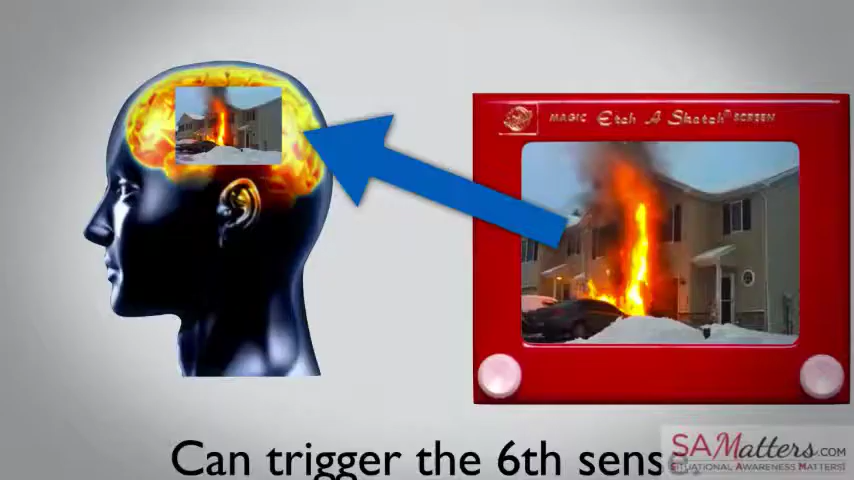 MAGIC Etch A Sketch SCREEN
Can trigger the 6th sense.
SAMatters.COM
SITUATIONAL AWARENESS MATTERS!